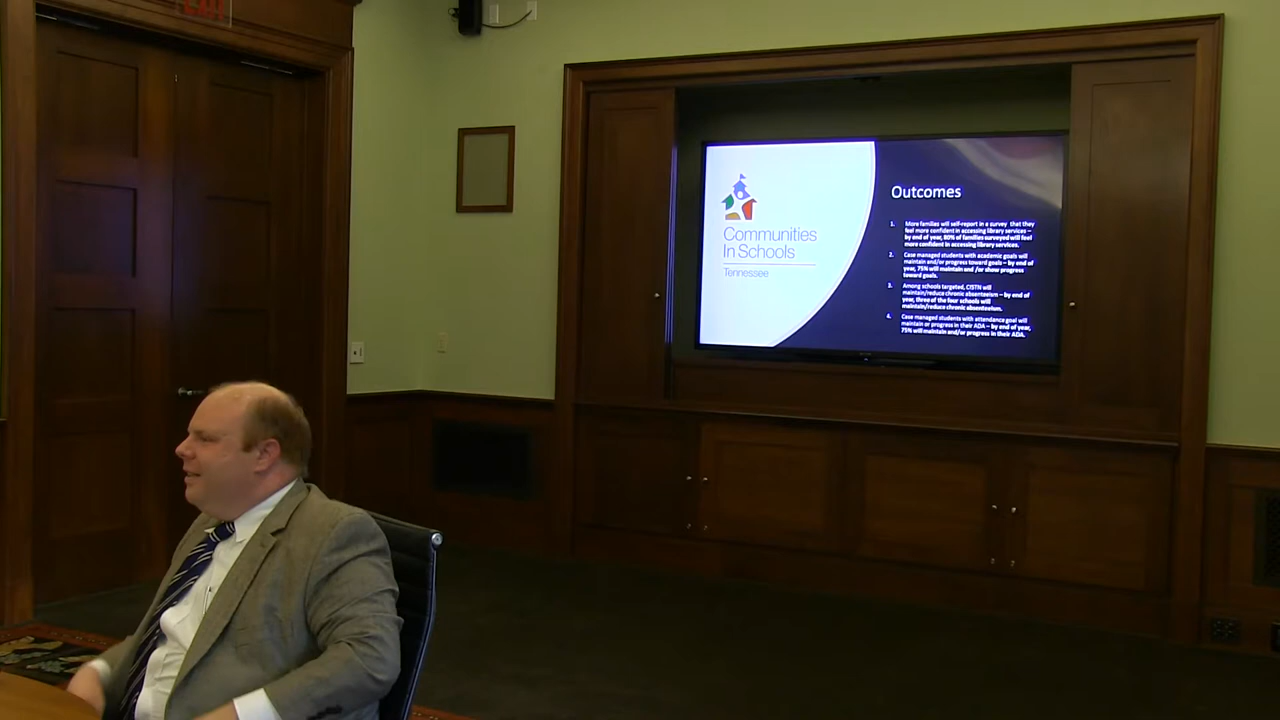 EXIT
Communities
In Schools
Tennessee
Outcomes
1. More families will self-report in a survey that they
feel more confident in accessing library services –
by end of year, 80% of families surveyed will feel
more confident in accessing library services.
2. Case managed students with academic goals will
maintain and/or progress toward goals – by end of
year, 75% will maintain and /or show progress
toward goals.
3. Among schools targeted, CISTN will
maintain/reduce chronic absenteeism – by end of
year, three of the four schools will
maintain/reduce chronic absenteeism.
4. Case managed students with attendance goal will
maintain or progress in their ADA – by end of year,
75% will maintain and/or progress in their ADA.